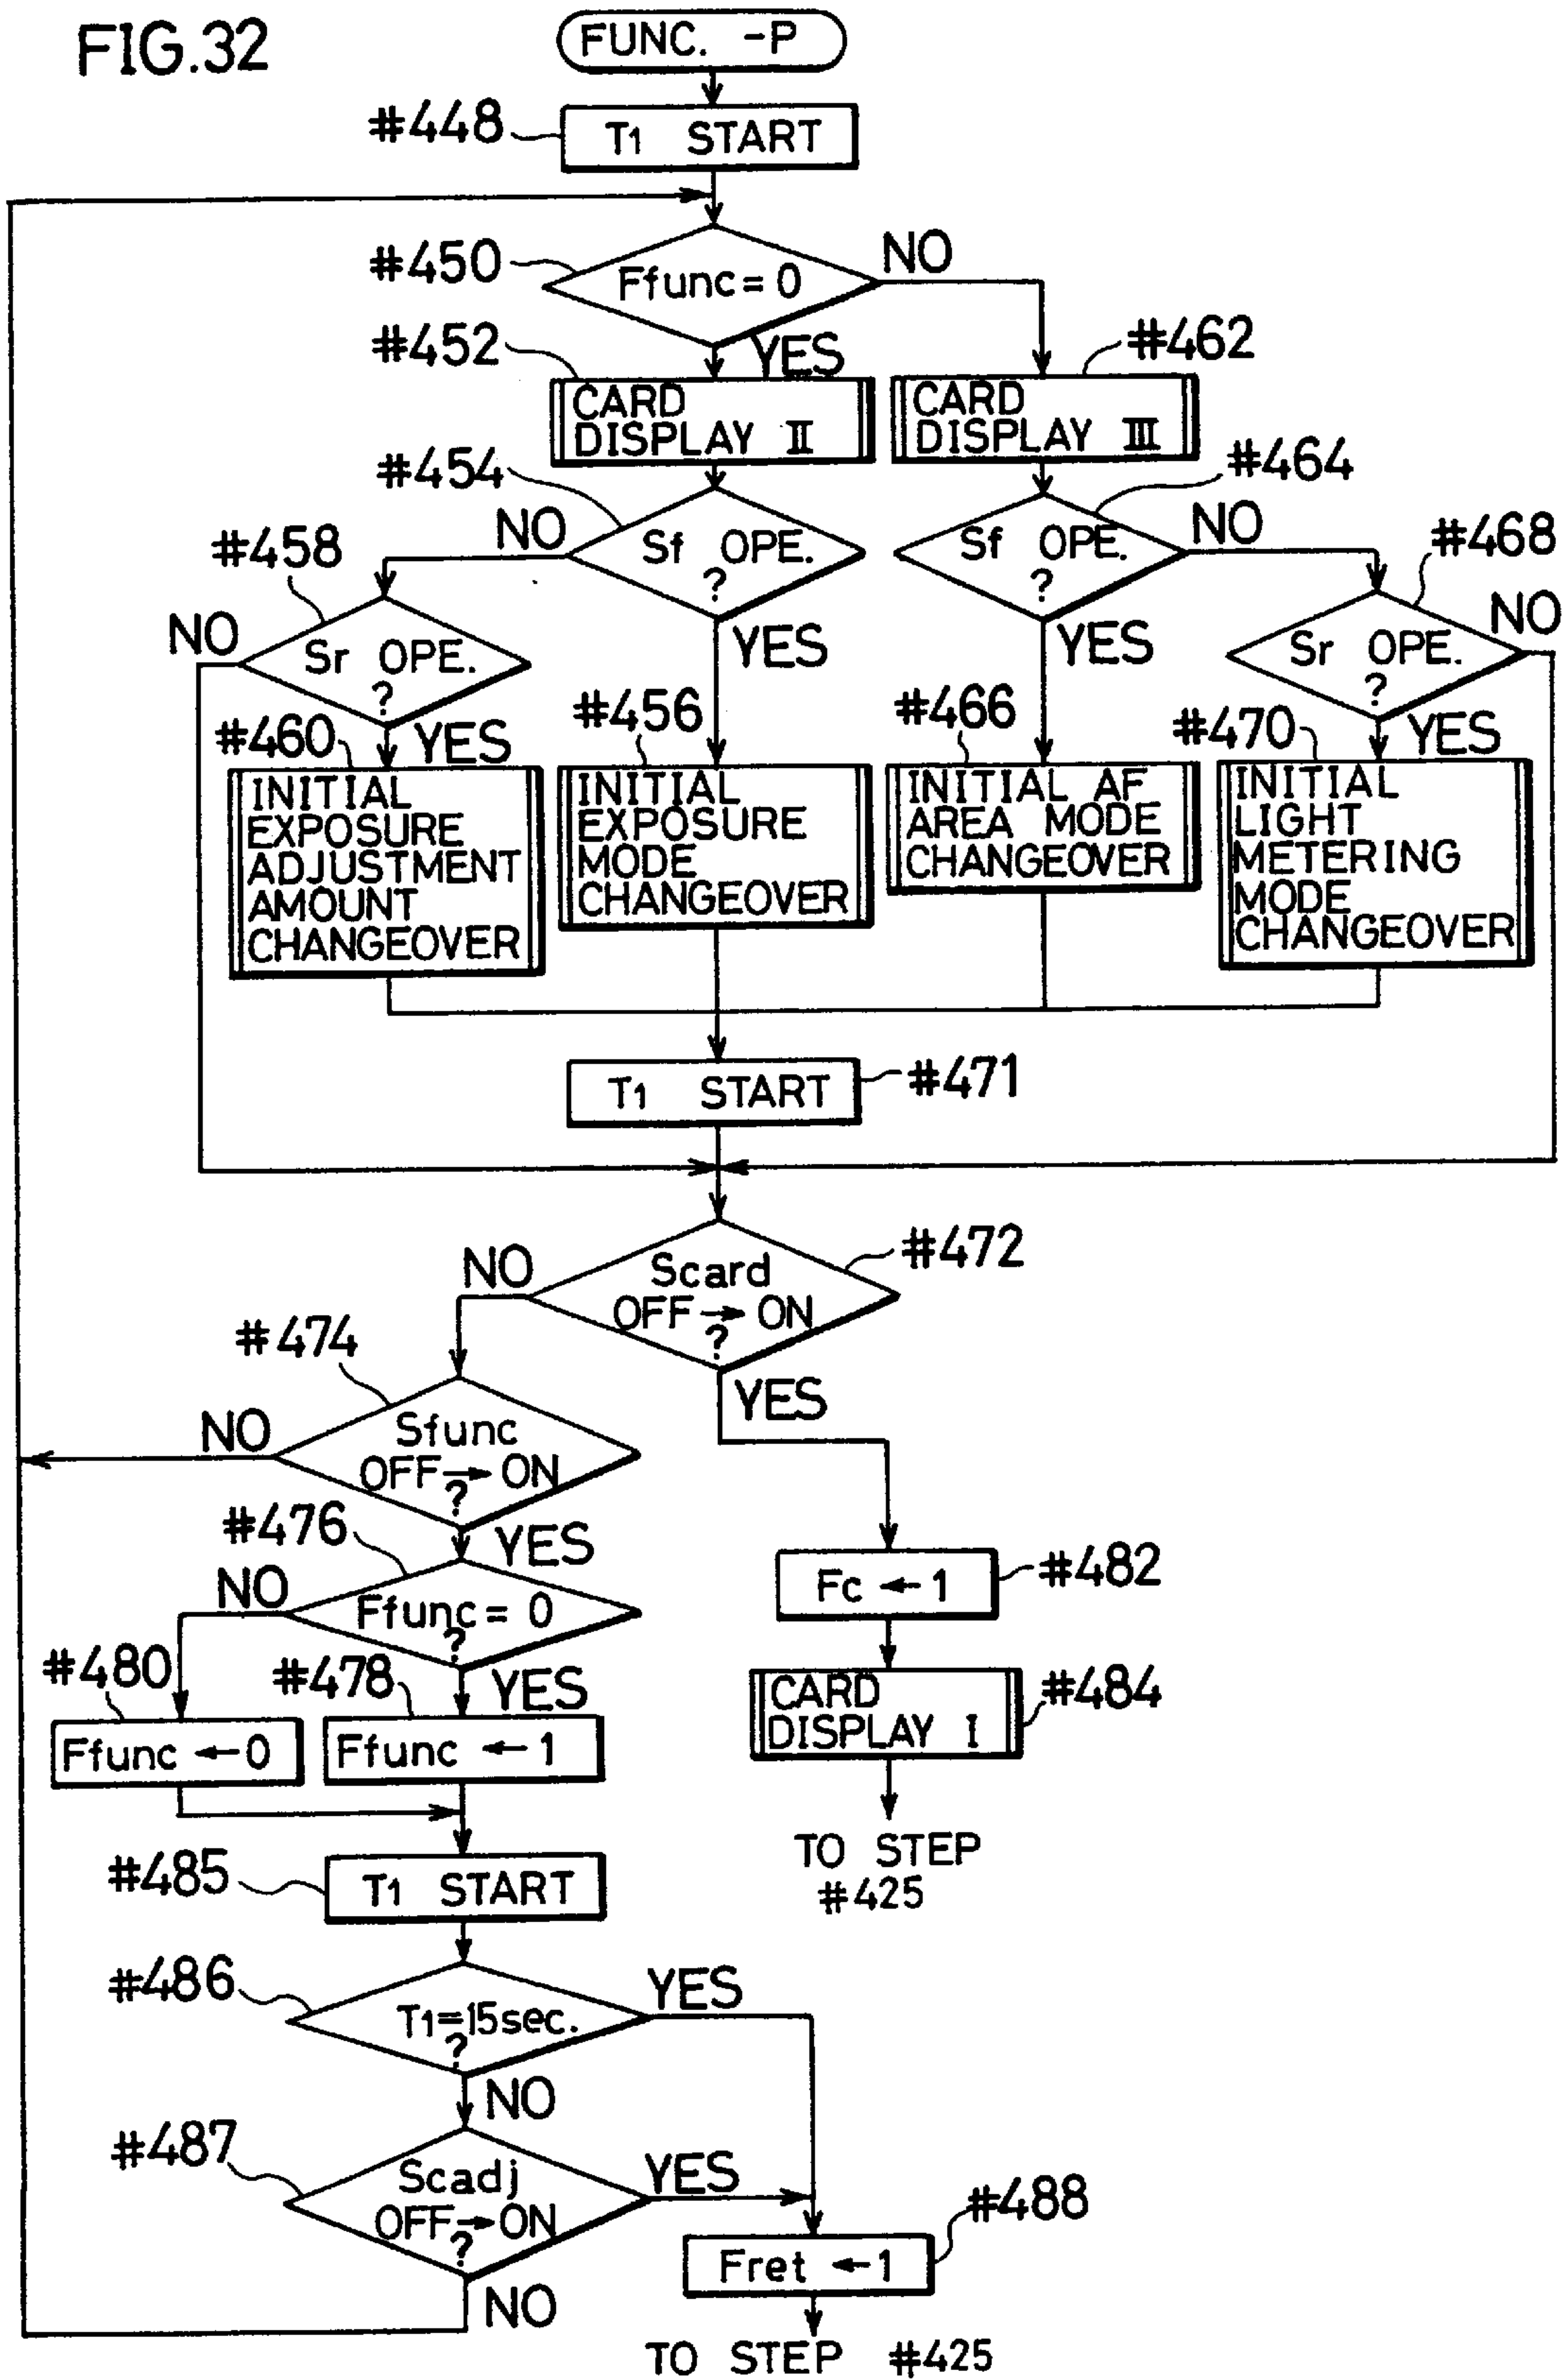 FIG.32
FUNC. -P
#448
T1 START
#450
Ffunc = 0
NO
YES
#452
CARD
DISPLAY II
#462
CARD
DISPLAY III
#454
Sf OPE.
?
NO
YES
#464
Sf OPE.
?
NO
YES
#458
Sr OPE.
?
NO
YES
#468
Sr OPE.
?
NO
YES
#460
INITIAL
EXPOSURE
ADJUSTMENT
AMOUNT
CHANGEOVER
#456
INITIAL
EXPOSURE
MODE
CHANGEOVER
#466
INITIAL AF
AREA MODE
CHANGEOVER
#470
INITIAL
LIGHT
METERING
MODE
CHANGEOVER
T1 START
#471
#472
Scard
OFF → ON
?
NO
YES
#474
Sfunc
OFF → ON
?
NO
YES
#476
Ffunc = 0
?
NO
YES
#480
Ffunc ← 0
#478
Ffunc ← 1
Fc ← 1
#482
CARD
DISPLAY I
#484
TO STEP
#425
#485
T1 START
#486
T1=15sec.
?
YES
NO
#487
Scadj
OFF → ON
?
YES
NO
#488
Fret ← 1
TO STEP #425